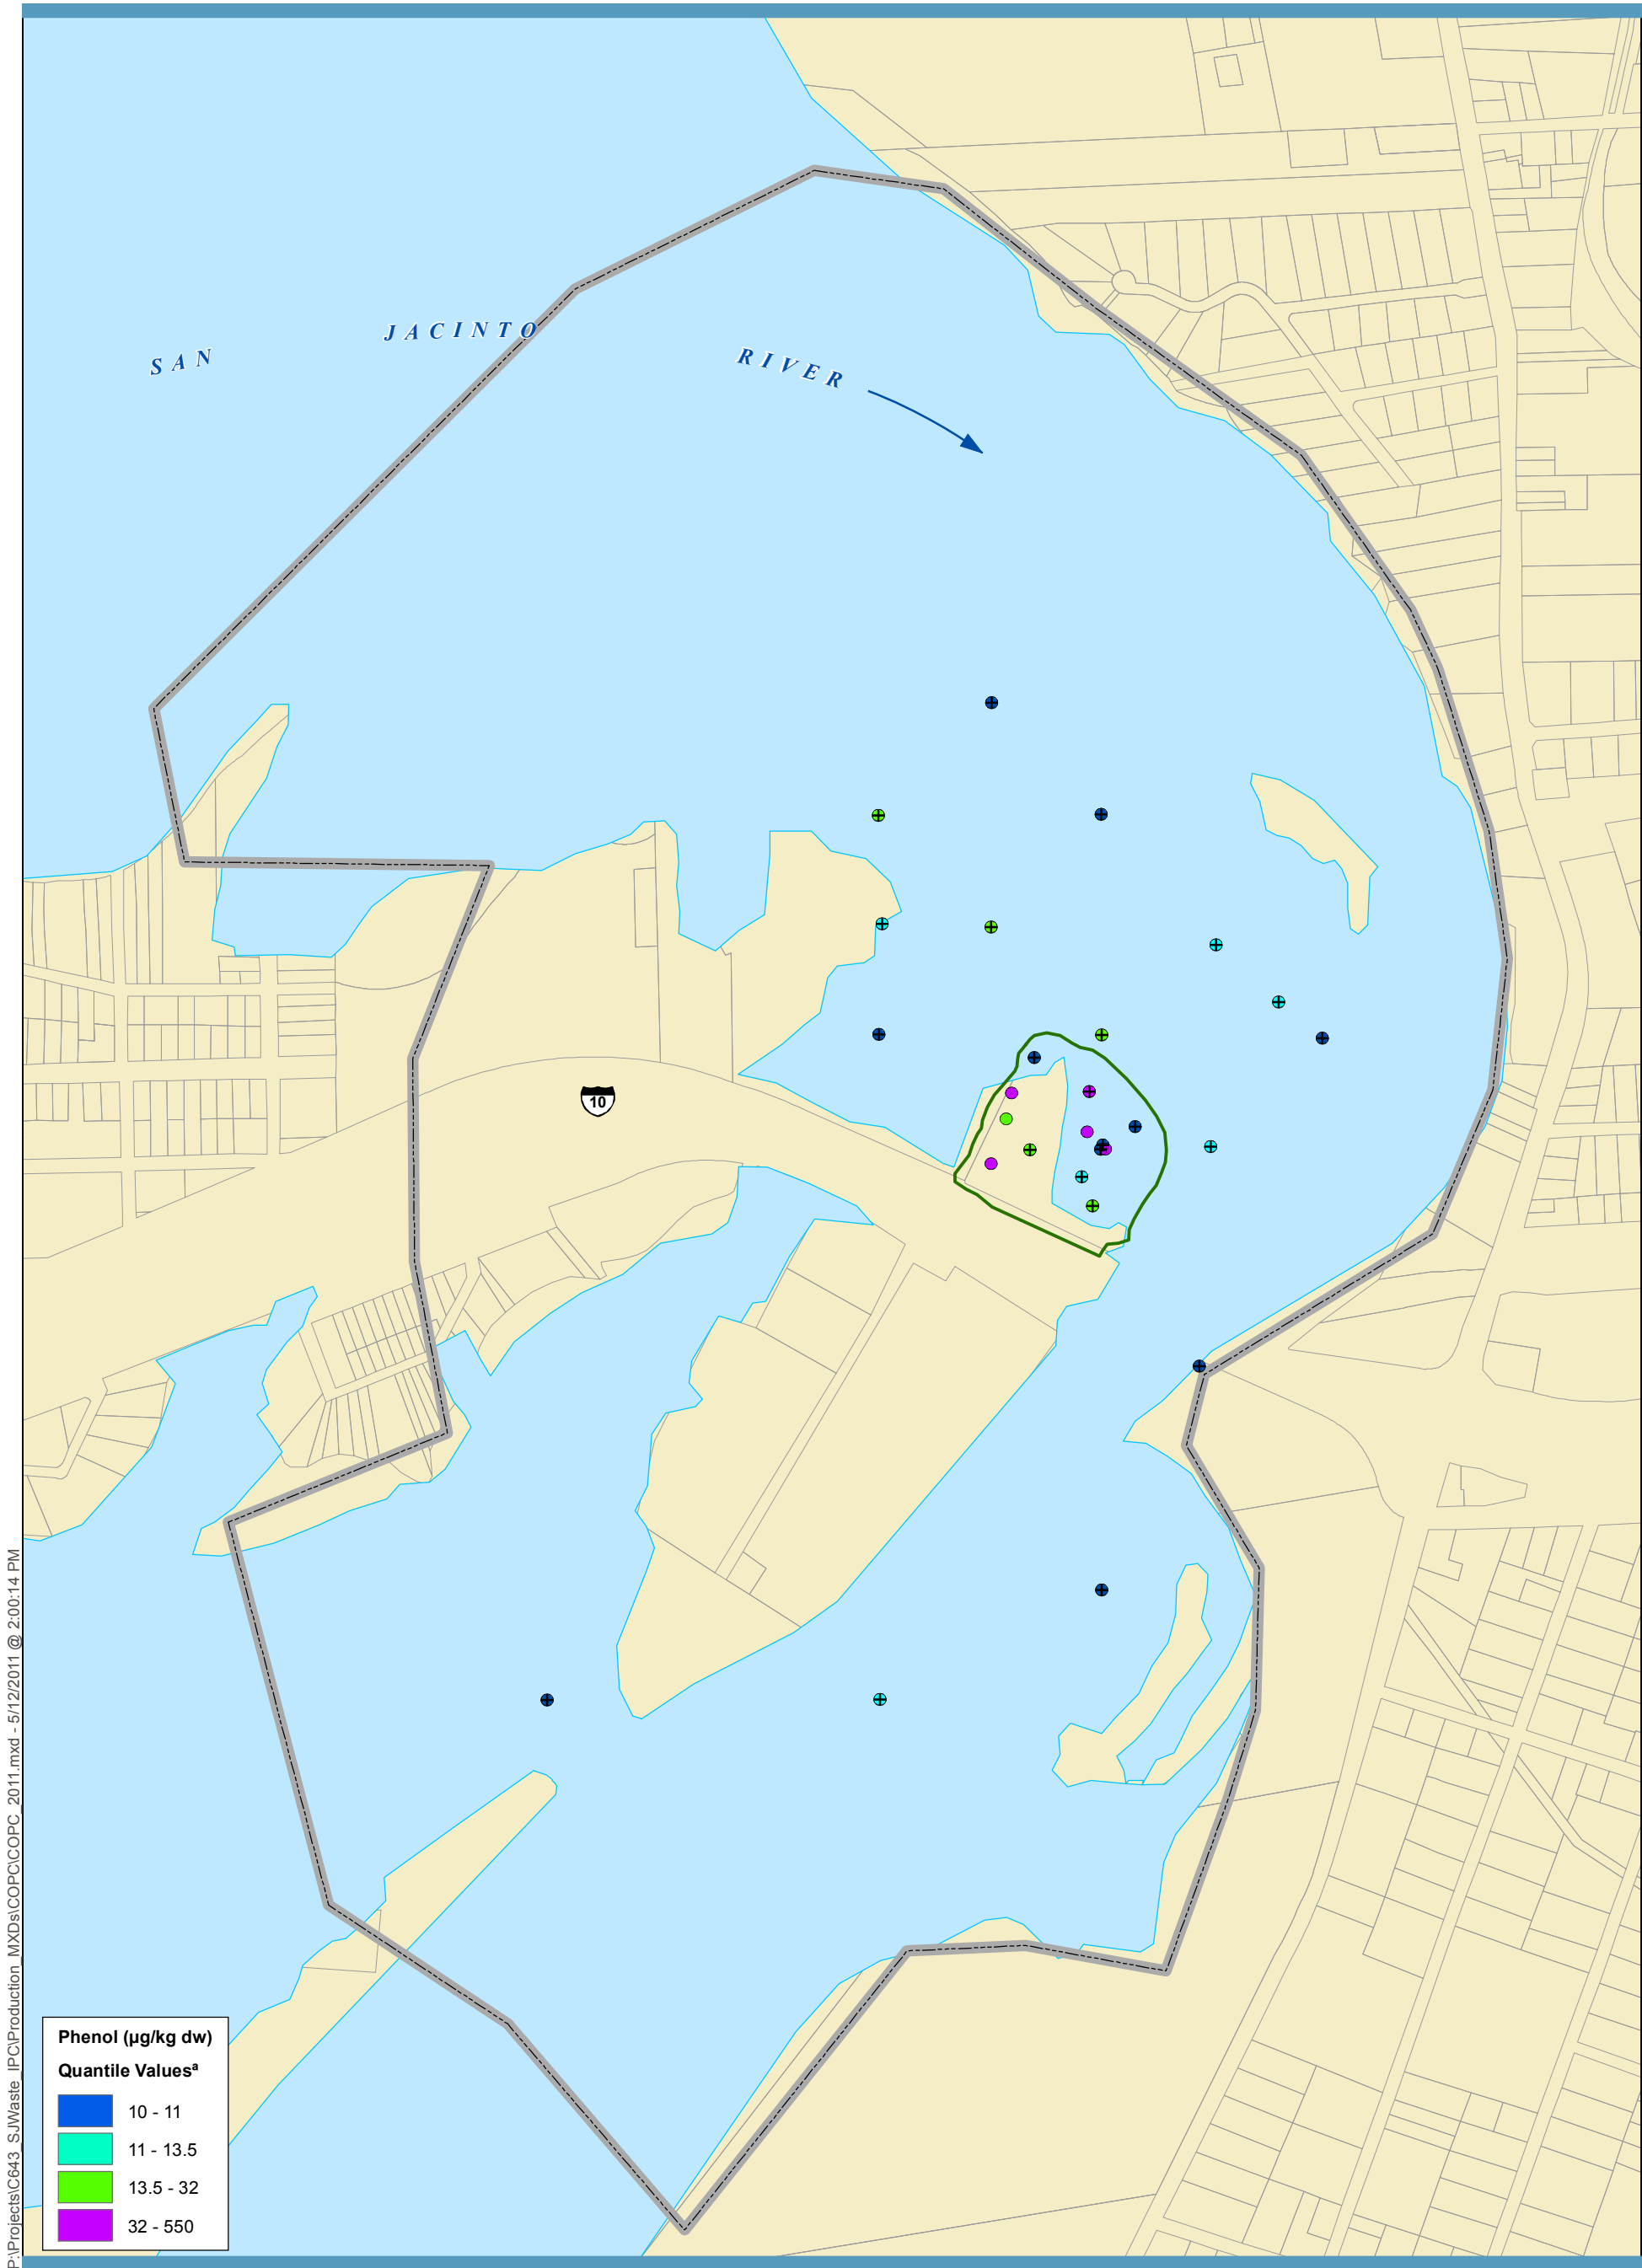 SAN
JACINTO
RIVER
10
P:\Projects\C643_SJWaste_IPC\Production_MXDs\COPC\COPC_2011.mxd - 5/12/2011 @ 2:00:14 PM
Phenol (µg/kg dw)
Quantile Valuesª
10 - 11
11 - 13.5
13.5 - 32
32 - 550